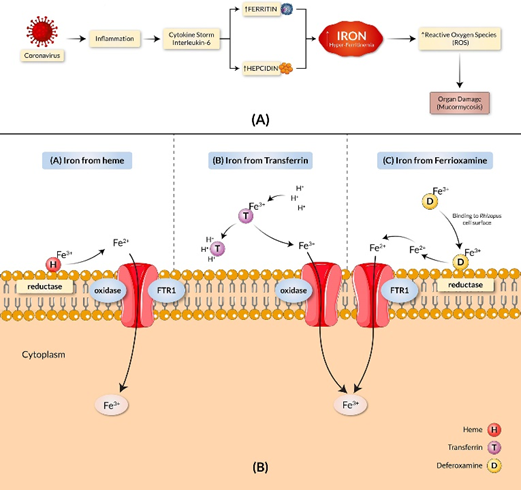 Coronavirus
Inflammation
Cytokine Storm
Interleukin-6
↑FERRITIN
↑HEPCIDIN
↑IRON
Hyper-Ferritinemia
↑Reactive Oxygen Species
(ROS)
Organ Damage
(Mucormycosis)
(A)
(A) Iron from heme
(B) Iron from Transferrin
(C) Iron from Ferrioxamine
H
Fe³⁺
reductase
Fe²⁺
oxidase
FTR1
Fe³⁺
T
Fe³⁺
H⁺
H⁺
H⁺
H⁺
H⁺
H⁺
T
Fe³⁺
oxidase
Fe³⁺
D
Fe³⁺
Binding to Rhizopus
cell surface
Fe²⁺
Fe²⁺
Fe³⁺
D
FTR1
reductase
Cytoplasm
Heme H
Transferrin T
Deferoxamine D
(B)